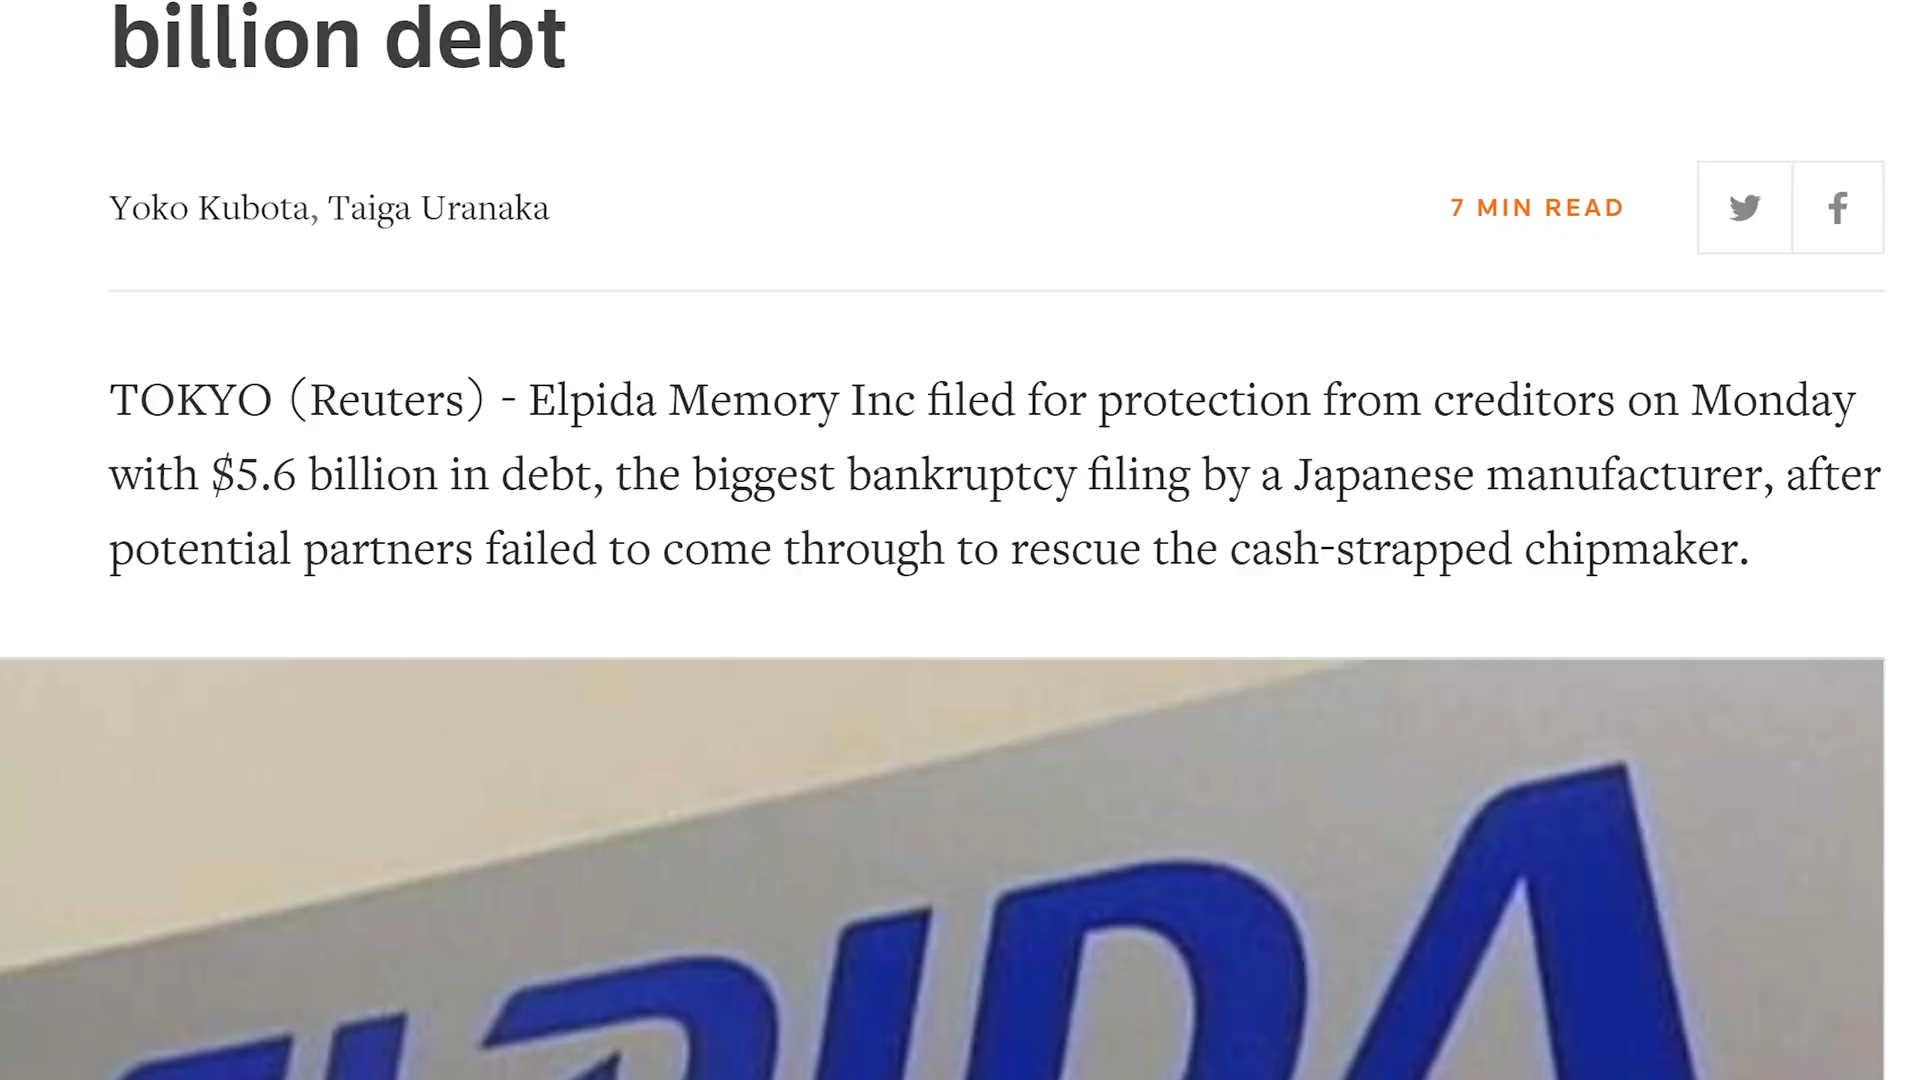 billion debt
Yoko Kubota, Taiga Uranaka
7 MIN READ
TOKYO (Reuters) - Elpida Memory Inc filed for protection from creditors on Monday
with $5.6 billion in debt, the biggest bankruptcy filing by a Japanese manufacturer, after
potential partners failed to come through to rescue the cash-strapped chipmaker.
ELPIDA